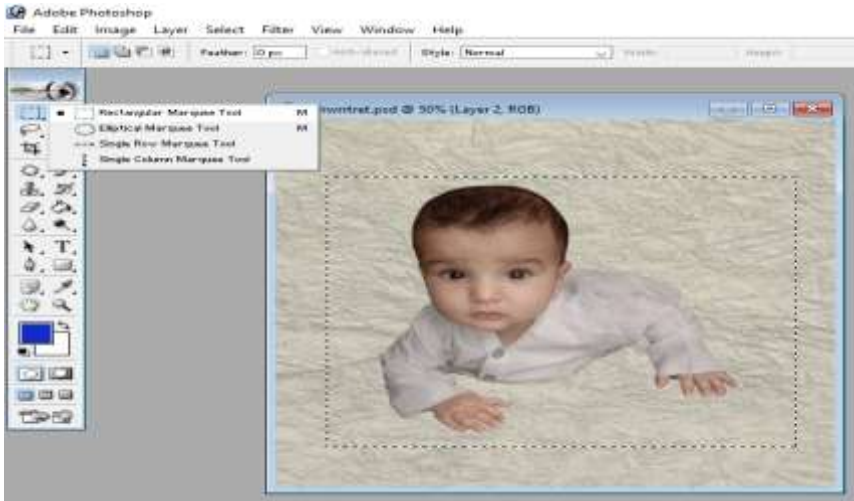 Adobe Photoshop
File Edit Image Layer Select Filter View Window Help
Feather: 0 px Style: Normal
@ 50% (Layer 2, RGB)
Rectangular Marquee Tool M
Elliptical Marquee Tool M
Single Row Marquee Tool
Single Column Marquee Tool
T